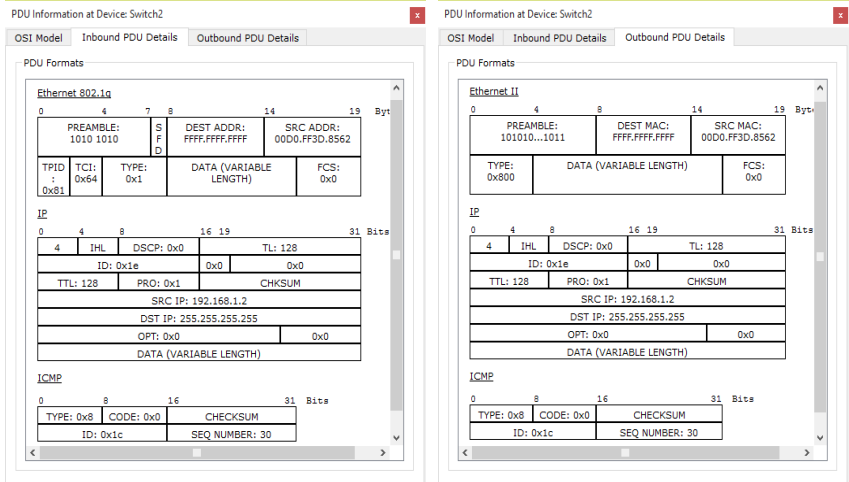 PDU Information at Device: Switch2
x
OSI Model Inbound PDU Details Outbound PDU Details
PDU Formats
Ethernet 802.1q
0 4 7 8 14 19 Byt
PREAMBLE: 1010 1010
SFD
DEST ADDR: FFFF.FFFF.FFFF
SRC ADDR: 00D0.FF3D.8562
TPID : 0x81
TCI: 0x64
TYPE: 0x1
DATA (VARIABLE LENGTH)
FCS: 0x0
IP
0 4 8 16 19 31 Bits
4 IHL DSCP: 0x0 TL: 128
ID: 0x1e 0x0 0x0
TTL: 128 PRO: 0x1 CHKSUM
SRC IP: 192.168.1.2
DST IP: 255.255.255.255
OPT: 0x0 0x0
DATA (VARIABLE LENGTH)
ICMP
0 8 16 31 Bits
TYPE: 0x8 CODE: 0x0 CHECKSUM
ID: 0x1c SEQ NUMBER: 30
PDU Information at Device: Switch2
x
OSI Model Inbound PDU Details Outbound PDU Details
PDU Formats
Ethernet II
0 4 8 14 19 Byt
PREAMBLE: 101010...1011
DEST MAC: FFFF.FFFF.FFFF
SRC MAC: 00D0.FF3D.8562
TYPE: 0x800
DATA (VARIABLE LENGTH)
FCS: 0x0
IP
0 4 8 16 19 31 Bits
4 IHL DSCP: 0x0 TL: 128
ID: 0x1e 0x0 0x0
TTL: 128 PRO: 0x1 CHKSUM
SRC IP: 192.168.1.2
DST IP: 255.255.255.255
OPT: 0x0 0x0
DATA (VARIABLE LENGTH)
ICMP
0 8 16 31 Bits
TYPE: 0x8 CODE: 0x0 CHECKSUM
ID: 0x1c SEQ NUMBER: 30